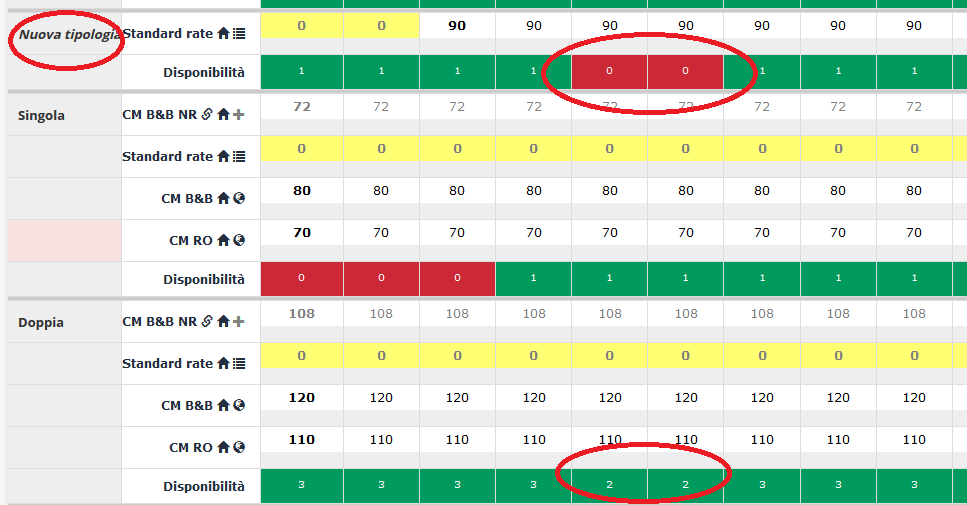 Nuova tipologia Standard rate 0 0 90 90 90 90 90 90 90
Disponibilità 1 1 1 1 0 0 1 1 1
Singola CM B&B NR 72 72 72 72 72 72 72 72 72
Standard rate 0 0 0 0 0 0 0 0 0
CM B&B 80 80 80 80 80 80 80 80 80
CM RO 70 70 70 70 70 70 70 70 70
Disponibilità 0 0 0 1 1 1 1 1 1
Doppia CM B&B NR 108 108 108 108 108 108 108 108 108
Standard rate 0 0 0 0 0 0 0 0 0
CM B&B 120 120 120 120 120 120 120 120 120
CM RO 110 110 110 110 110 110 110 110 110
Disponibilità 3 3 3 3 2 2 3 3 3